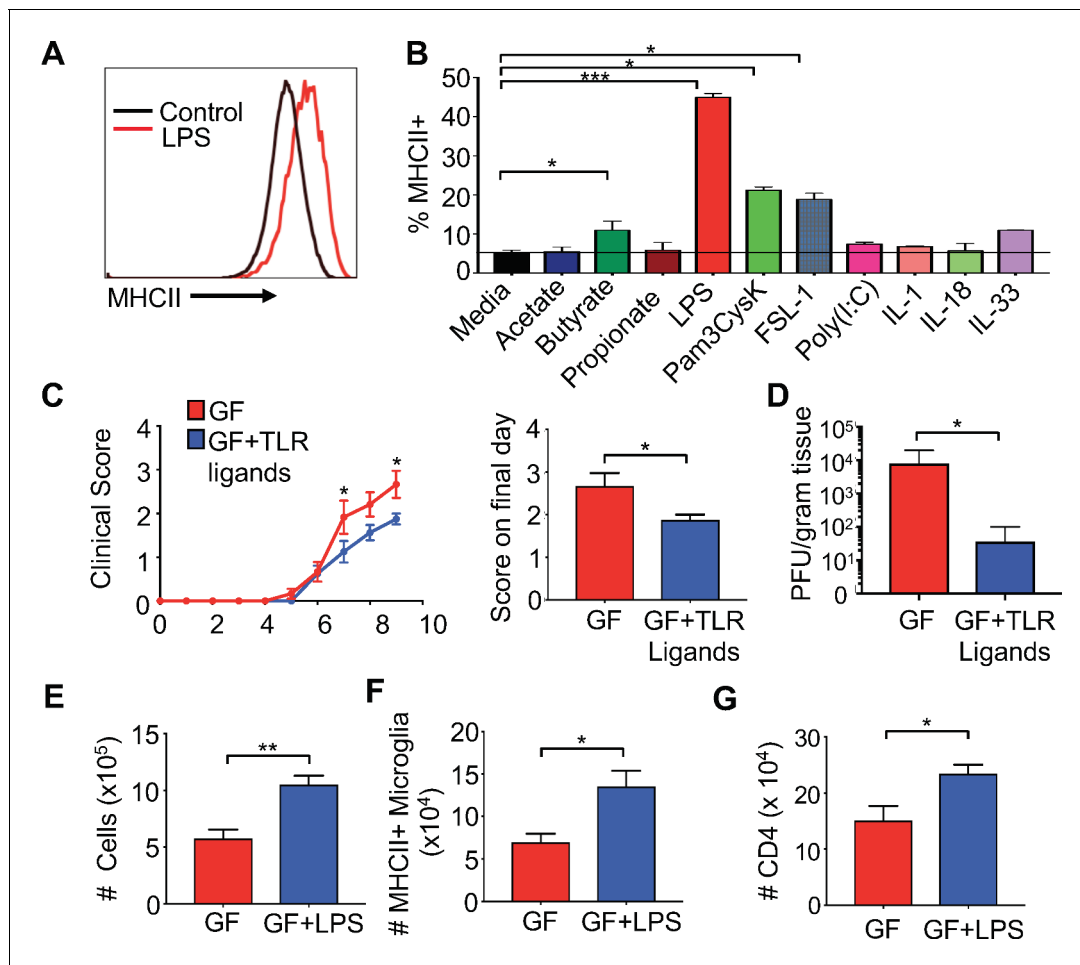 A
Control
LPS
MHCII
B
% MHCII+
50
40
30
20
10
0
*
*
***
*
Media
Acetate
Butyrate
Propionate
LPS
Pam3CysK
FSL-1
Poly(I:C)
IL-1
IL-18
IL-33
C
GF
GF+TLR
ligands
Clinical Score
4
3
2
1
0
*
*
0 2 4 6 8 10
Score on final day
4
3
2
1
0
*
GF
GF+TLR
Ligands
D
PFU/gram tissue
10⁵
10⁴
10³
10²
10¹
0
*
GF
GF+TLR
Ligands
E
# Cells (x10⁵)
15
10
5
0
**
GF GF+LPS
F
# MHCII+ Microglia
(x10⁴)
20
15
10
5
0
*
GF GF+LPS
G
# CD4 (x 10⁴)
30
20
10
0
*
GF GF+LPS